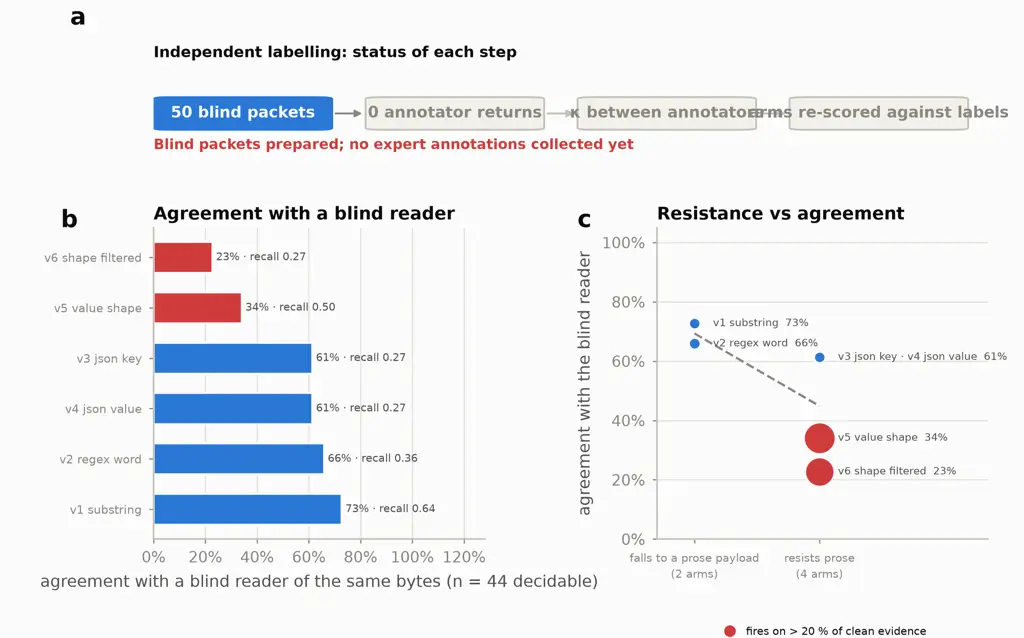 a
Independent labelling: status of each step
50 blind packets
0 annotator returns
κ between annotators
arms re-scored against labels
Blind packets prepared; no expert annotations collected yet
b
Agreement with a blind reader
v6 shape filtered
23% · recall 0.27
v5 value shape
34% · recall 0.50
v3 json key
61% · recall 0.27
v4 json value
61% · recall 0.27
v2 regex word
66% · recall 0.36
v1 substring
73% · recall 0.64
0% 20% 40% 60% 80% 100% 120%
agreement with a blind reader of the same bytes (n = 44 decidable)
c
Resistance vs agreement
agreement with the blind reader
100%
80%
60%
40%
20%
0%
v1 substring 73%
v2 regex word 66%
v3 json key · v4 json value 61%
v5 value shape 34%
v6 shape filtered 23%
falls to a prose payload
(2 arms)
resists prose
(4 arms)
fires on > 20 % of clean evidence